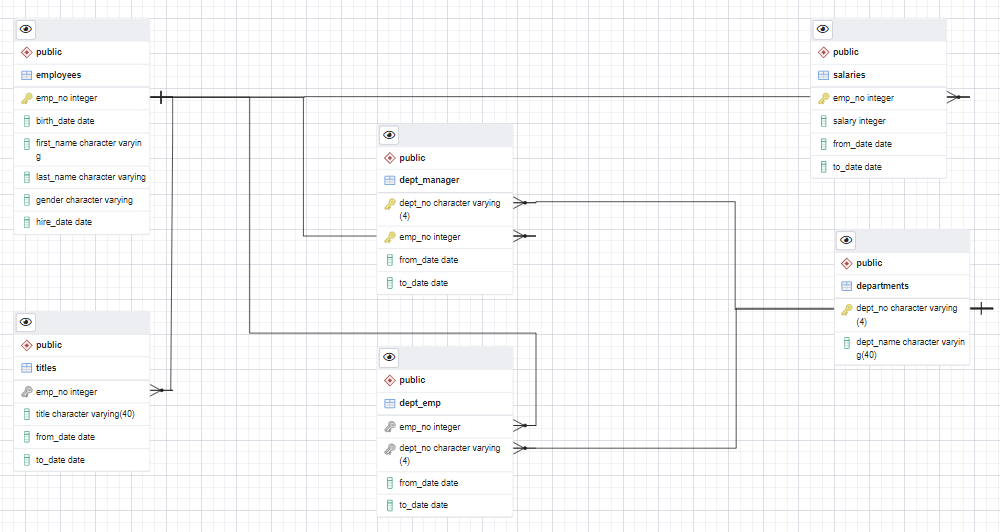 public
employees
emp_no integer
birth_date date
first_name character varyin
g
last_name character varying
gender character varying
hire_date date
public
titles
emp_no integer
title character varying(40)
from_date date
to_date date
public
dept_manager
dept_no character varying
(4)
emp_no integer
from_date date
to_date date
public
dept_emp
emp_no integer
dept_no character varying
(4)
from_date date
to_date date
public
salaries
emp_no integer
salary integer
from_date date
to_date date
public
departments
dept_no character varying
(4)
dept_name character varyin
g(40)